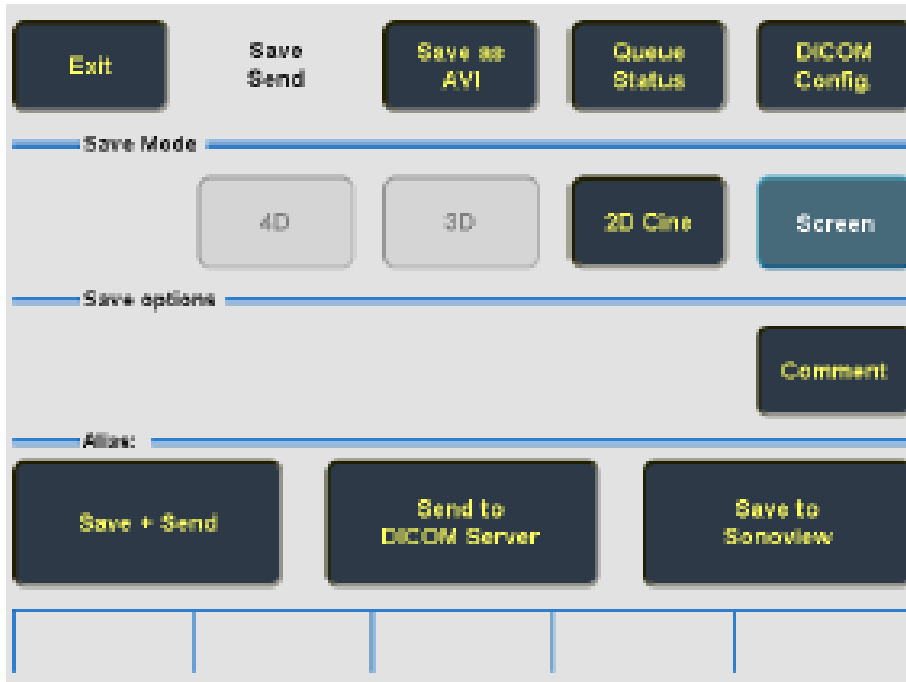 Exit
Save
Send
Save as
AVI
Queue
Status
DICOM
Config.
Save Mode
4D
3D
2D Cine
Screen
Save options
Comment
Alias:
Save + Send
Send to
DICOM Server
Save to
Sonoview